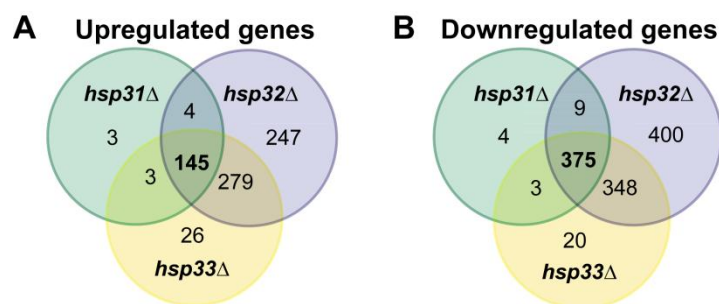 A Upregulated genes
hsp31Δ
4
hsp32Δ
3
247
145
3
279
26
hsp33Δ
B Downregulated genes
hsp31Δ
9
hsp32Δ
4
400
375
3
348
20
hsp33Δ